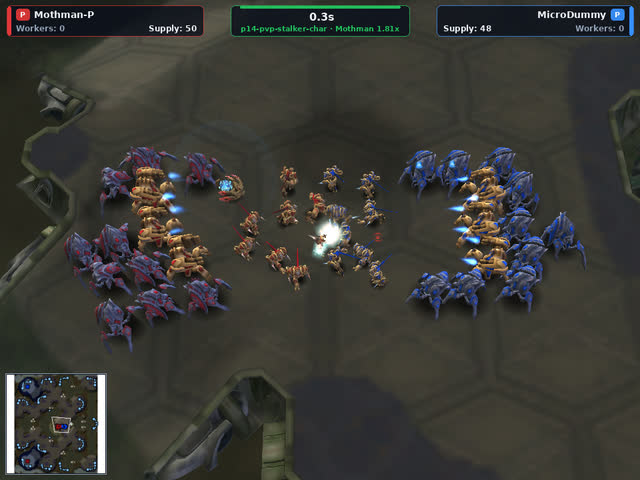 P Mothman-P
Workers: 0 Supply: 50
0.3s
p14-pvp-stalker-char · Mothman 1.81x
MicroDummy P
Supply: 48 Workers: 0